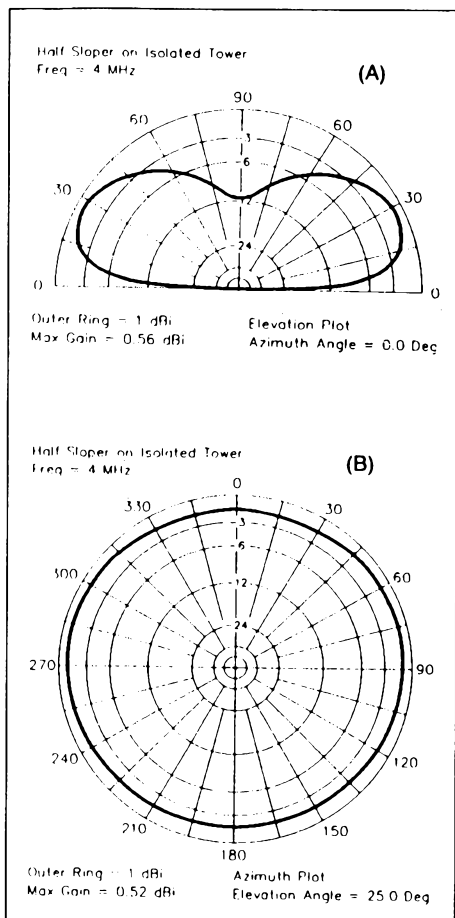 Half Sloper on Isolated Tower
Freq = 4 MHz
(A)
90
60
60
3
6
30
30
24
0
0
Outer Ring = 1 dBi
Max Gain = 0.56 dBi
Elevation Plot
Azimuth Angle = 0.0 Deg
Half Sloper on Isolated Tower
Freq = 4 MHz
(B)
0
330
30
3
6
300
60
12
24
270
90
240
120
210
150
180
Outer Ring = 1 dBi
Max Gain = 0.52 dBi
Azimuth Plot
Elevation Angle = 25.0 Deg